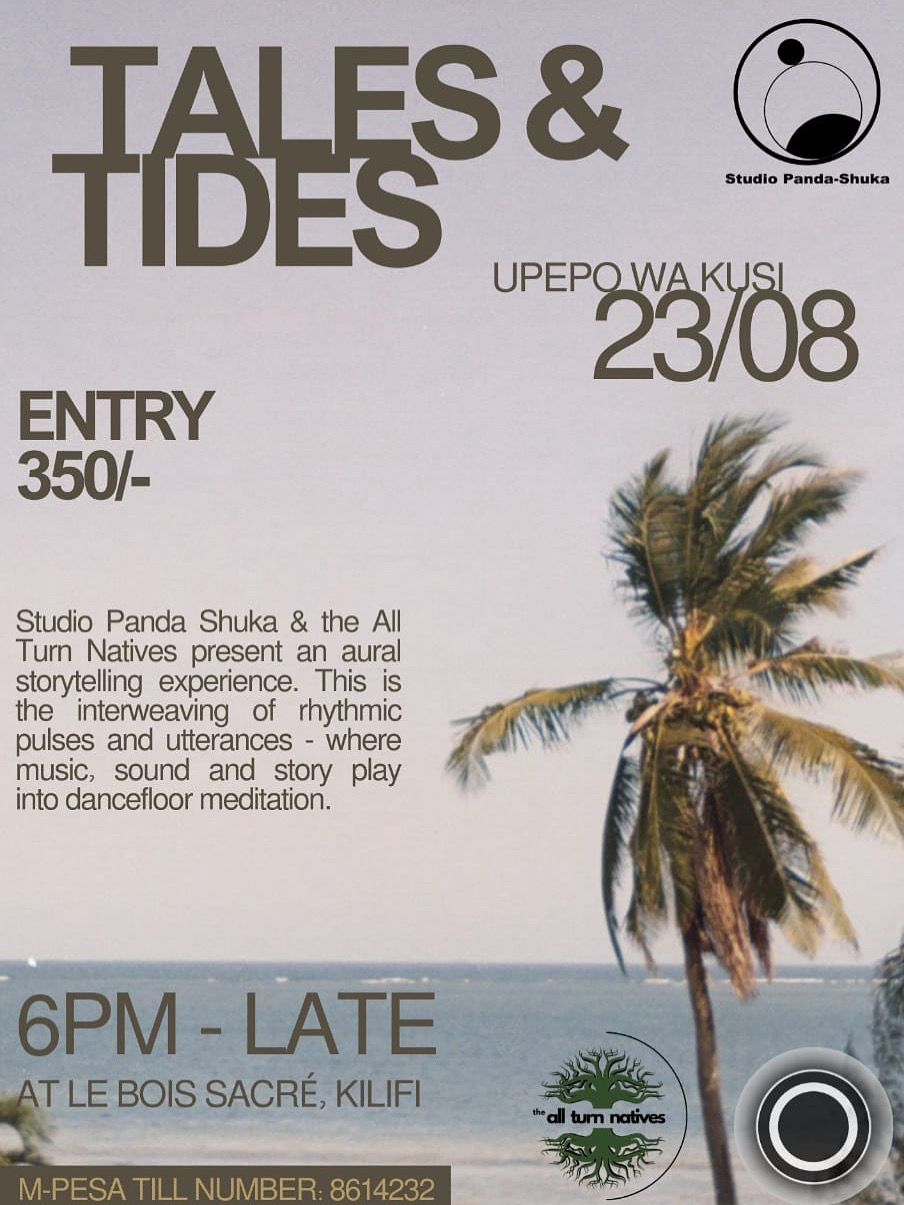 TALES &
TIDES
Studio Panda-Shuka
UPEPO WA KUSI
23/08
ENTRY
350/-
Studio Panda Shuka & the All
Turn Natives present an aural
storytelling experience. This is
the interweaving of rhythmic
pulses and utterances - where
music, sound and story play
into dancefloor meditation.
6PM - LATE
AT LE BOIS SACRÉ, KILIFI
the all turn natives
M-PESA TILL NUMBER: 8614232